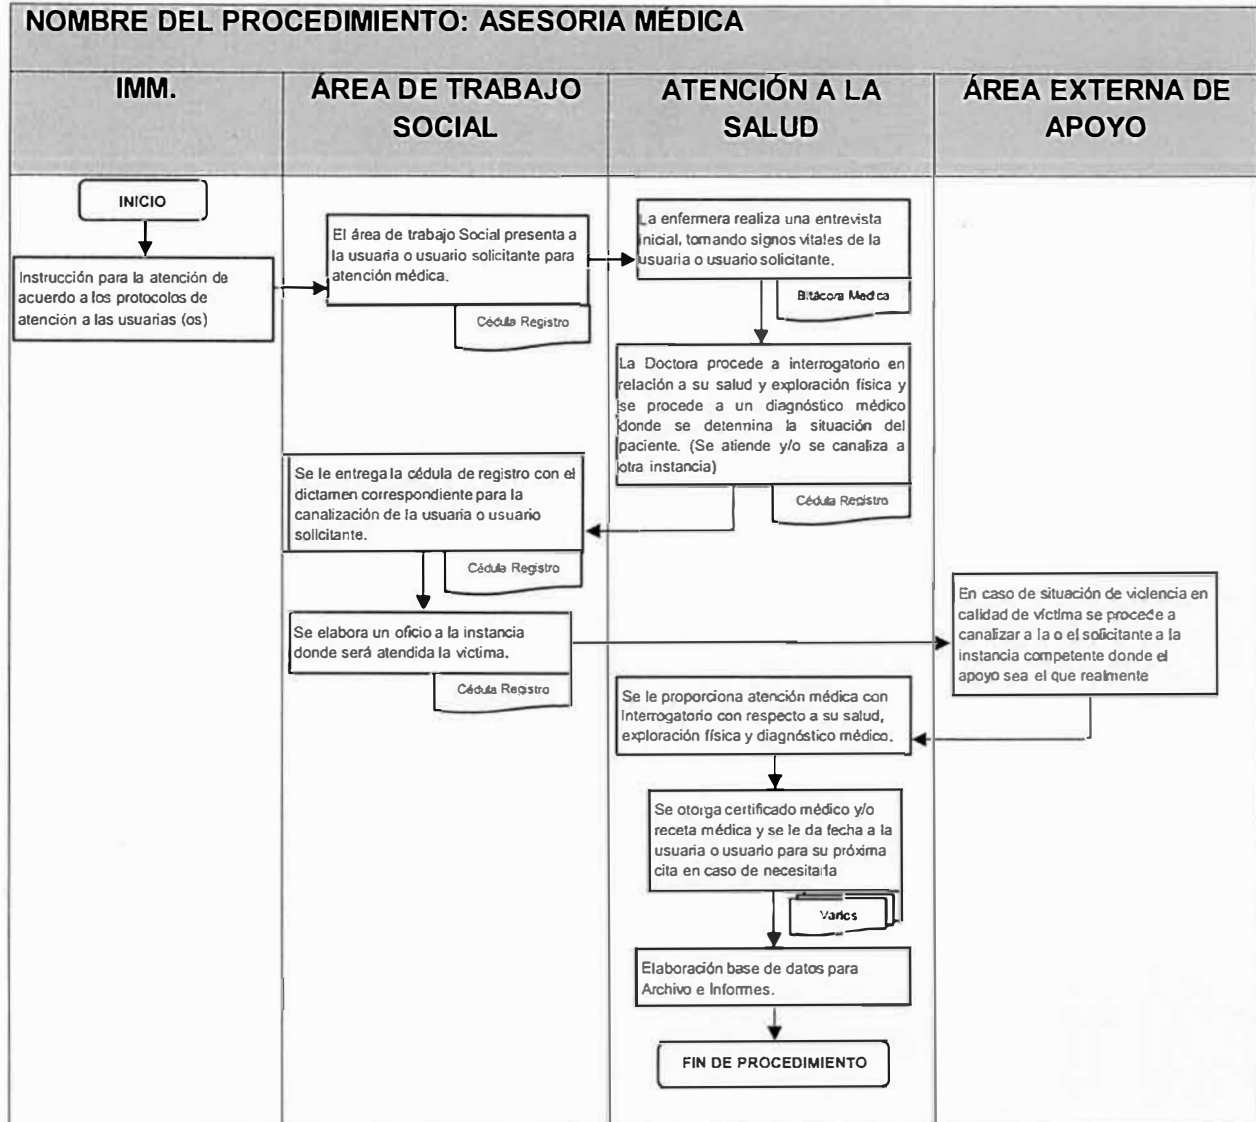 NOMBRE DEL PROCEDIMIENTO: ASESORIA MÉDICA
IMM.
ÁREA DE TRABAJO
SOCIAL
ATENCIÓN A LA
SALUD
ÁREA EXTERNA DE
APOYO
INICIO
Instrucción para la atención de
acuerdo a los protocolos de
atención a las usuarias (os)
El área de trabajo Social presenta a
la usuaria o usuario solicitante para
atención médica.
Cédula Registro
La enfermera realiza una entrevista
inicial, tomando signos vitales de la
usuaria o usuario solicitante.
Bitácora Medica
La Doctora procede a interrogatorio en
relación a su salud y exploración física y
se procede a un diagnóstico médico
donde se determina la situación del
paciente. (Se atiende y/o se canaliza a
otra instancia)
Cédula Registro
Se le entrega la cédula de registro con el
dictamen correspondiente para la
canalización de la usuaria o usuario
solicitante.
Cédula Registro
Se elabora un oficio a la instancia
donde será atendida la victima.
Cédula Registro
En caso de situación de violencia en
calidad de víctima se procede a
canalizar a la o el solicitante a la
instancia competente donde el
apoyo sea el que realmente
Se le proporciona atención médica con
Interrogatorio con respecto a su salud,
exploración física y diagnóstico médico.
Se otorga certificado médico y/o
receta médica y se le da fecha a la
usuaria o usuario para su próxima
cita en caso de necesitarla
Varios
Elaboración base de datos para
Archivo e Informes.
FIN DE PROCEDIMIENTO